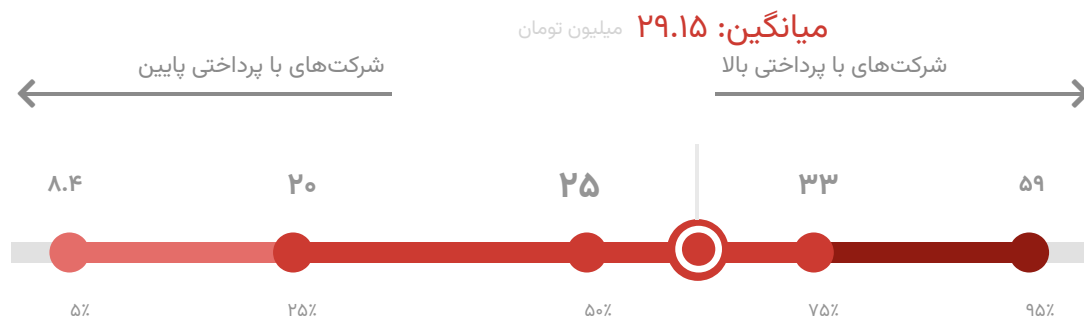 میانگین: ۲۹.۱۵ میلیون تومان
شرکت‌های با پرداختی بالا
شرکت‌های با پرداختی پایین
۸.۴ ۲۰ ۲۵ ۳۳ ۵۹
۵٪ ۲۵٪ ۵۰٪ ۷۵٪ ۹۵٪